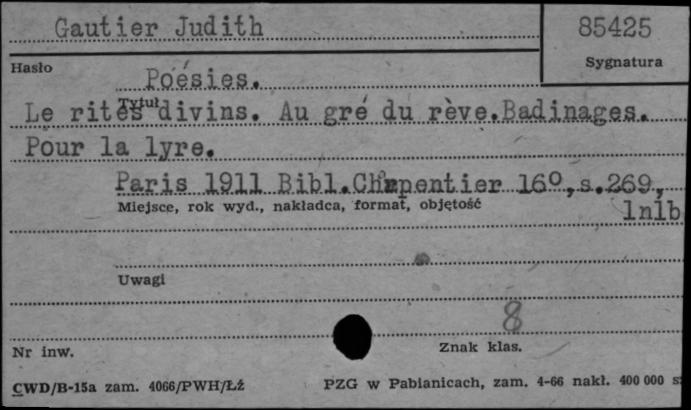 Gautier Judith 85425
Hasło Sygnatura
Poésies.
Tytuł
Le rites divins. Au gré du rève.Badinages.
Pour la lyre.
Paris 1911 Bibl.Charpentier 16º,s.269,
Miejsce, rok wyd., nakładca, format, objętość 1nlb
Uwagi
8
Nr inw. Znak klas.
CWD/B-15a zam. 4066/PWH/Łź PZG w Pabianicach, zam. 4-66 nakł. 400 000 s